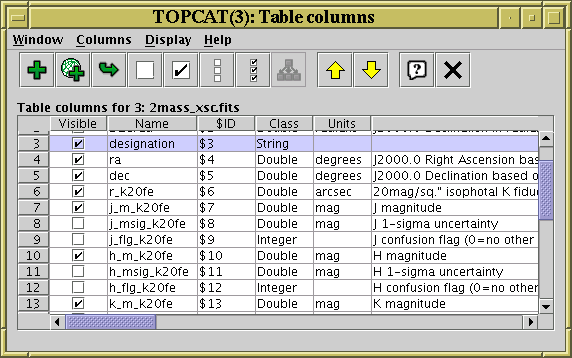 TOPCAT(3): Table columns
Window Columns Display Help
Table columns for 3: 2mass_xsc.fits
Visible Name $ID Class Units
3 designation $3 String
4 ra $4 Double degrees J2000.0 Right Ascension bas
5 dec $5 Double degrees J2000.0 Declination based o
6 r_k20fe $6 Double arcsec 20mag/sq." isophotal K fiduc
7 j_m_k20fe $7 Double mag J magnitude
8 j_msig_k20fe $8 Double mag J 1-sigma uncertainty
9 j_flg_k20fe $9 Integer J confusion flag (0=no other
10 h_m_k20fe $10 Double mag H magnitude
11 h_msig_k20fe $11 Double mag H 1-sigma uncertainty
12 h_flg_k20fe $12 Integer H confusion flag (0=no other
13 k_m_k20fe $13 Double mag K magnitude